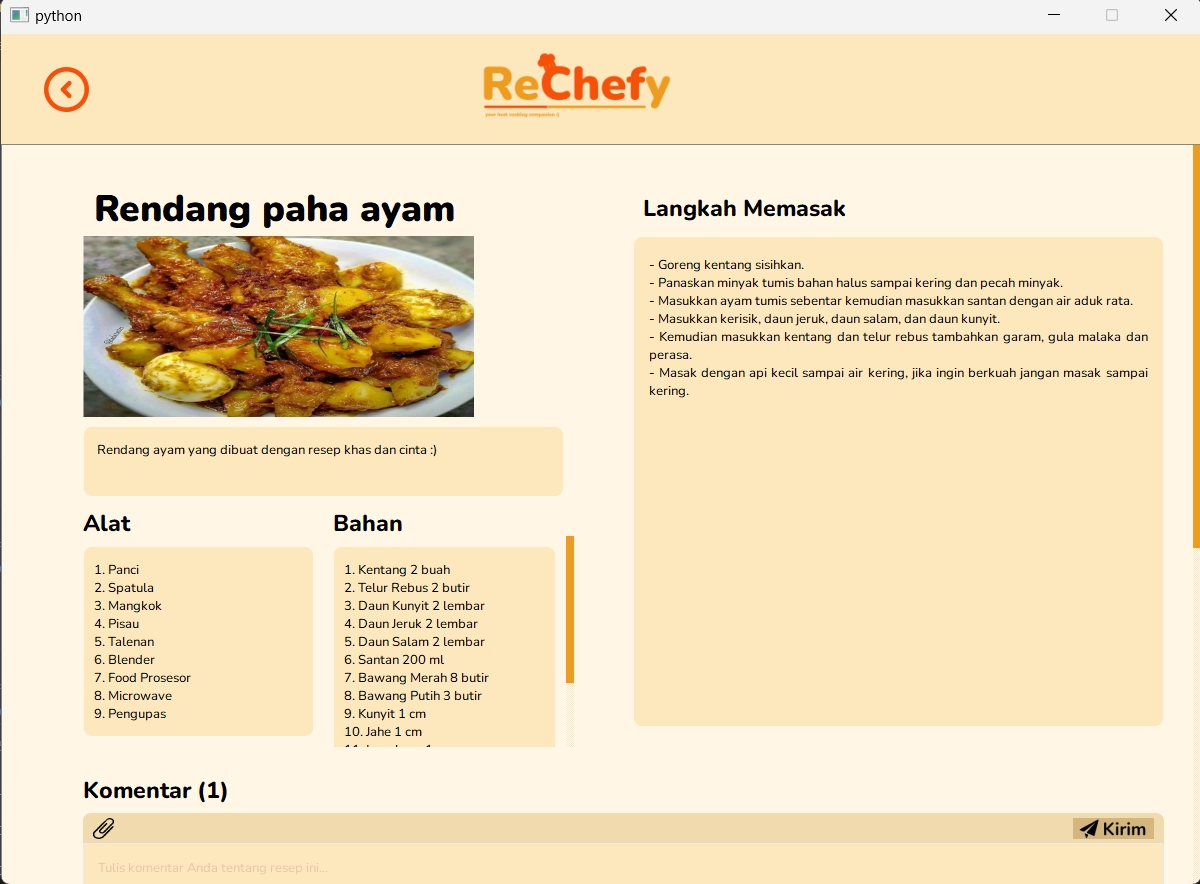 python
ReChefy
your best cooking companion :)
Rendang paha ayam
Rendang ayam yang dibuat dengan resep khas dan cinta :)
Alat
1. Panci
2. Spatula
3. Mangkok
4. Pisau
5. Talenan
6. Blender
7. Food Prosesor
8. Microwave
9. Pengupas
Bahan
1. Kentang 2 buah
2. Telur Rebus 2 butir
3. Daun Kunyit 2 lembar
4. Daun Jeruk 2 lembar
5. Daun Salam 2 lembar
6. Santan 200 ml
7. Bawang Merah 8 butir
8. Bawang Putih 3 butir
9. Kunyit 1 cm
10. Jahe 1 cm
Langkah Memasak
- Goreng kentang sisihkan.
- Panaskan minyak tumis bahan halus sampai kering dan pecah minyak.
- Masukkan ayam tumis sebentar kemudian masukkan santan dengan air aduk rata.
- Masukkan kerisik, daun jeruk, daun salam, dan daun kunyit.
- Kemudian masukkan kentang dan telur rebus tambahkan garam, gula malaka dan
perasa.
- Masak dengan api kecil sampai air kering, jika ingin berkuah jangan masak sampai
kering.
Komentar (1)
Kirim
Tulis komentar Anda tentang resep ini...